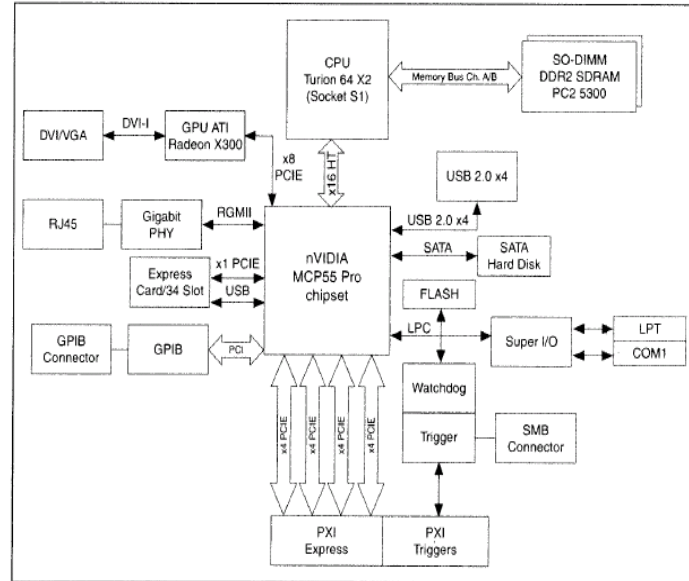 CPU
Turion 64 X2
(Socket S1)
Memory Bus Ch. A/B
SO-DIMM
DDR2 SDRAM
PC2 5300
DVI/VGA
DVI-I
GPU ATI
Radeon X300
x8
PCIE
x16 HT
USB 2.0 x4
USB 2.0 x4
RJ45
Gigabit
PHY
RGMII
nVIDIA
MCP55 Pro
chipset
SATA
SATA
Hard Disk
Express
Card/34 Slot
x1 PCIE
USB
FLASH
LPC
Super I/O
LPT
COM1
GPIB
Connector
GPIB
PCI
Watchdog
x4 PCIE
x4 PCIE
x4 PCIE
x4 PCIE
Trigger
SMB
Connector
PXI
Express
PXI
Triggers